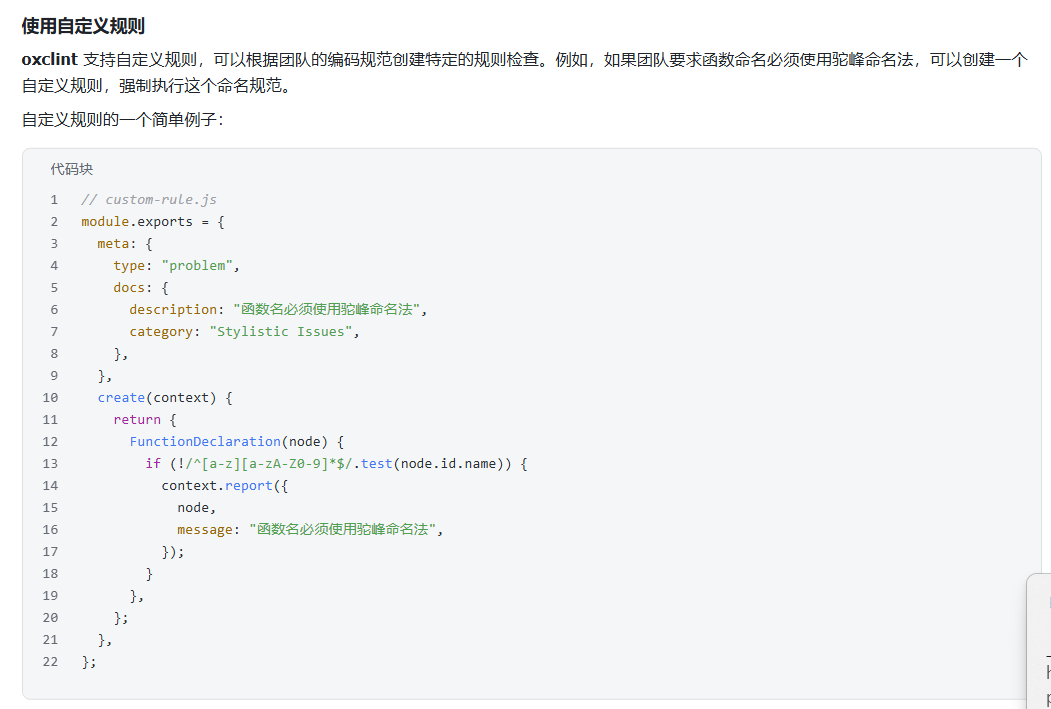 使用自定义规则
oxclint 支持自定义规则，可以根据团队的编码规范创建特定的规则检查。例如，如果团队要求函数命名必须使用驼峰命名法，可以创建一个
自定义规则，强制执行这个命名规范。
自定义规则的一个简单例子：
代码块
1 // custom-rule.js
2 module.exports = {
3   meta: {
4     type: "problem",
5     docs: {
6       description: "函数名必须使用驼峰命名法",
7       category: "Stylistic Issues",
8     },
9   },
10   create(context) {
11     return {
12       FunctionDeclaration(node) {
13         if (!/^[a-z][a-zA-Z0-9]*$/.test(node.id.name)) {
14           context.report({
15             node,
16             message: "函数名必须使用驼峰命名法",
17           });
18         }
19       },
20     };
21   },
22 };